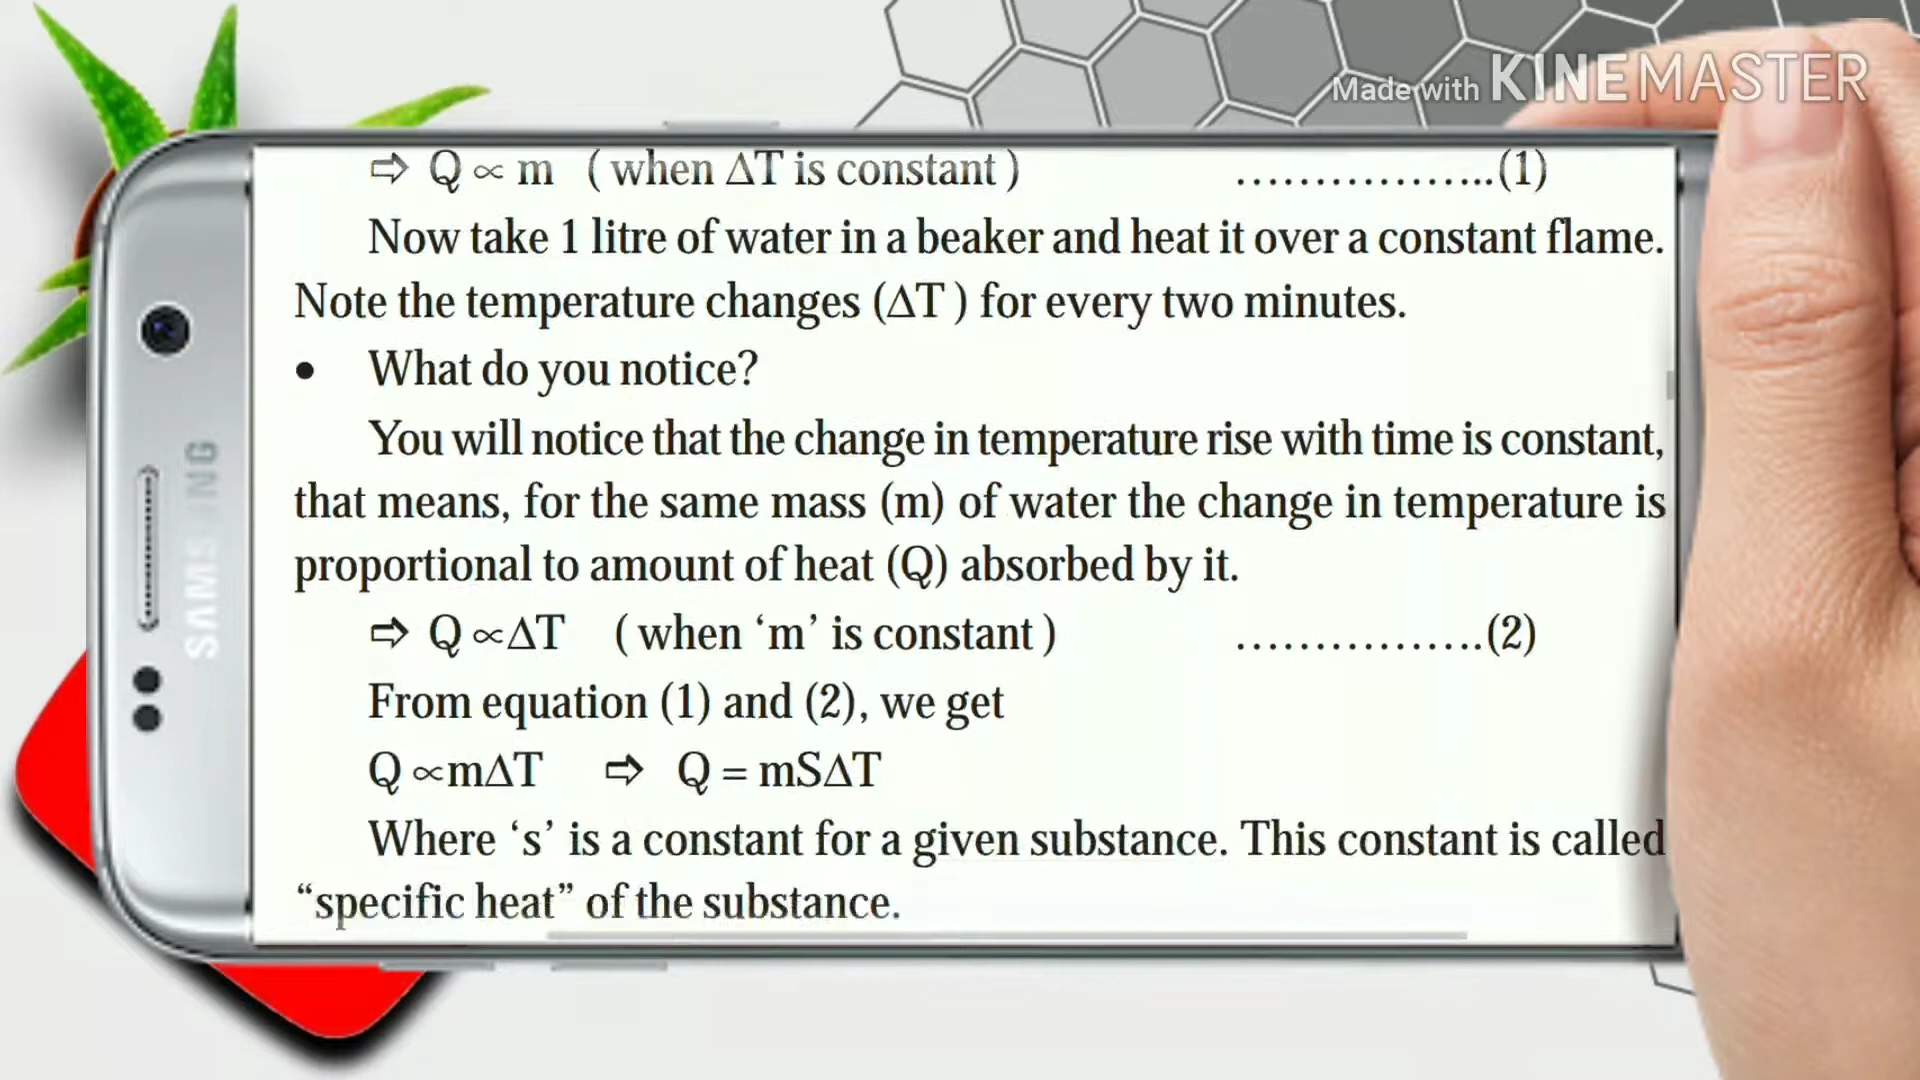 Made with KINEMASTER
⇨ Q ∝ m ( when ΔT is constant ) ………………..(1)
Now take 1 litre of water in a beaker and heat it over a constant flame.
Note the temperature changes (ΔT ) for every two minutes.
• What do you notice?
You will notice that the change in temperature rise with time is constant,
that means, for the same mass (m) of water the change in temperature is
proportional to amount of heat (Q) absorbed by it.
⇨ Q ∝ΔT ( when ‘m’ is constant ) …………….(2)
From equation (1) and (2), we get
Q ∝mΔT ⇨ Q = mSΔT
Where ‘s’ is a constant for a given substance. This constant is called
“specific heat” of the substance.
SAMSUNG